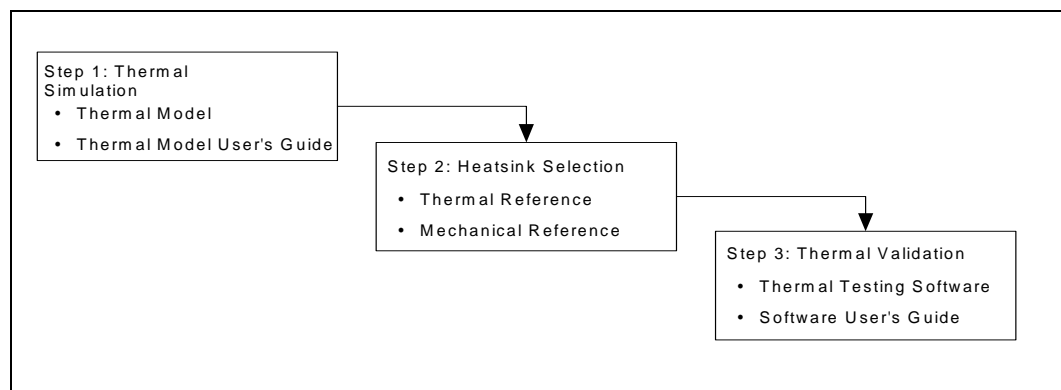 Step 1: Thermal
Simulation
• Thermal Model
• Thermal Model User's Guide
Step 2: Heatsink Selection
• Thermal Reference
• Mechanical Reference
Step 3: Thermal Validation
• Thermal Testing Software
• Software User's Guide